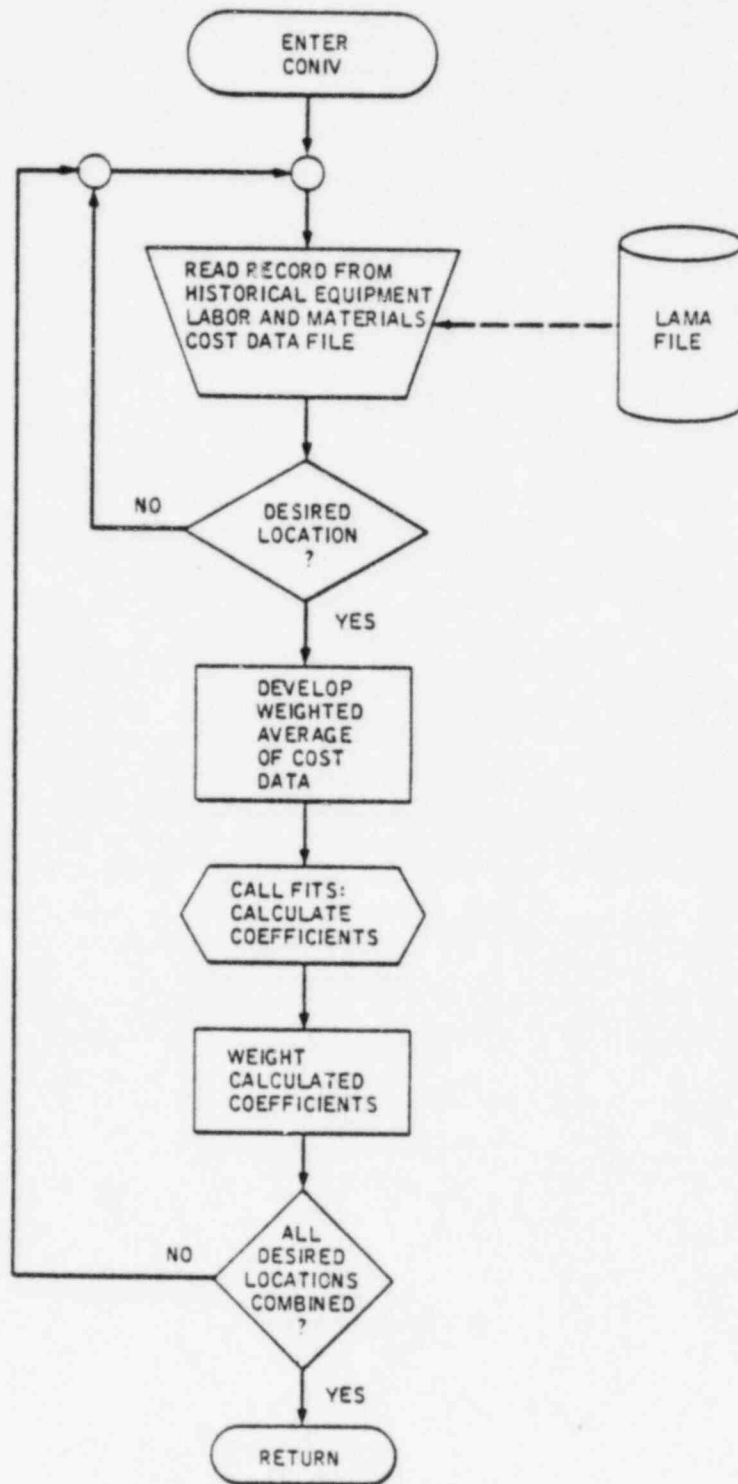 ENTER
CONIV
READ RECORD FROM
HISTORICAL EQUIPMENT
LABOR AND MATERIALS
COST DATA FILE
LAMA
FILE
NO
DESIRED
LOCATION
?
YES
DEVELOP
WEIGHTED
AVERAGE
OF COST
DATA
CALL FITS:
CALCULATE
COEFFICIENTS
WEIGHT
CALCULATED
COEFFICIENTS
NO
ALL
DESIRED
LOCATIONS
COMBINED
?
YES
RETURN